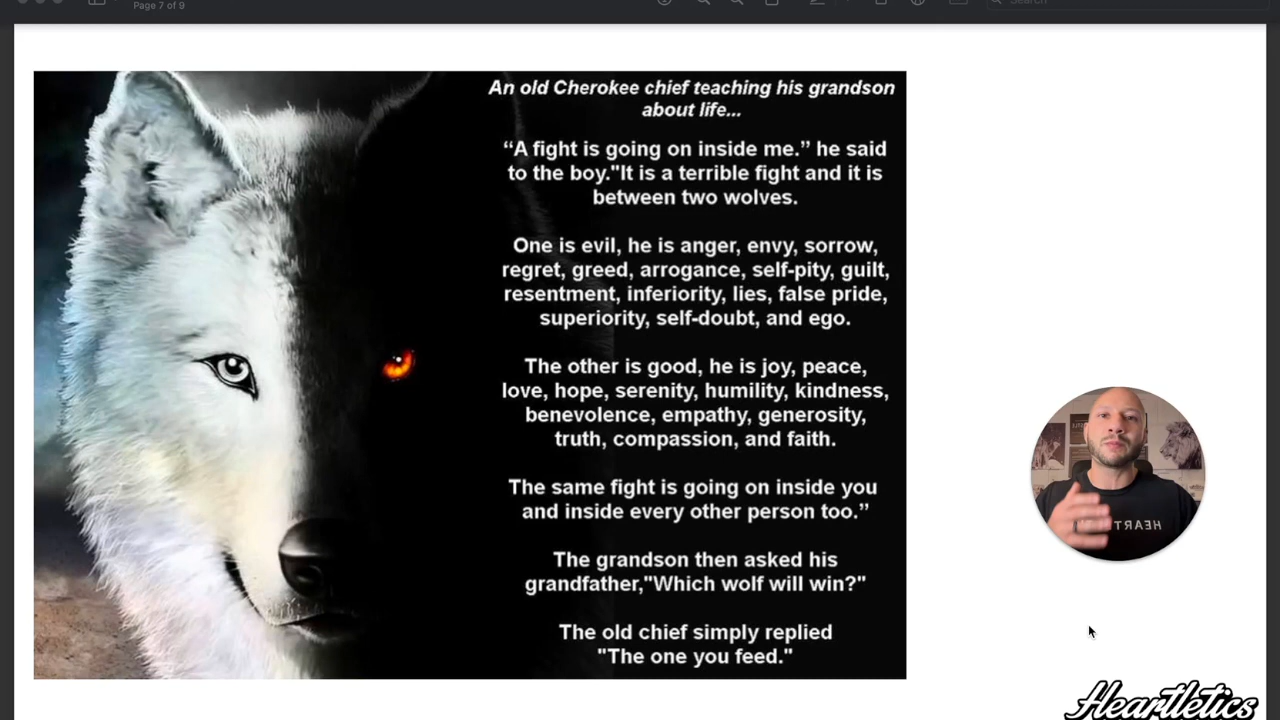 Page 7 of 9
Search
An old Cherokee chief teaching his grandson
about life...
“A fight is going on inside me.” he said
to the boy."It is a terrible fight and it is
between two wolves.
One is evil, he is anger, envy, sorrow,
regret, greed, arrogance, self-pity, guilt,
resentment, inferiority, lies, false pride,
superiority, self-doubt, and ego.
The other is good, he is joy, peace,
love, hope, serenity, humility, kindness,
benevolence, empathy, generosity,
truth, compassion, and faith.
The same fight is going on inside you
and inside every other person too.”
The grandson then asked his
grandfather,"Which wolf will win?"
The old chief simply replied
"The one you feed."
Heartletics